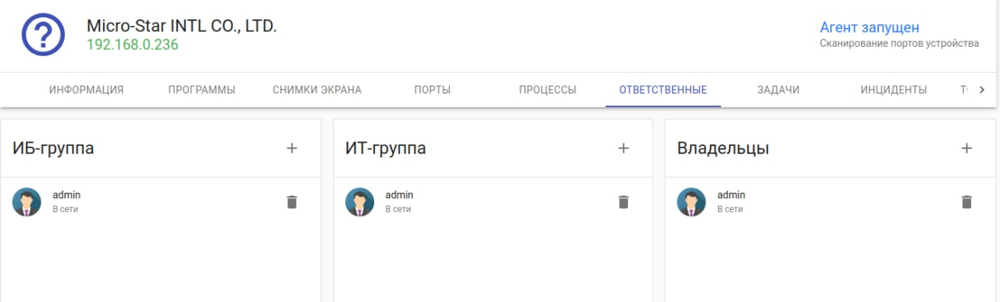 Micro-Star INTL CO., LTD.
192.168.0.236
Агент запущен
Сканирование портов устройства
ИНФОРМАЦИЯ ПРОГРАММЫ СНИМКИ ЭКРАНА ПОРТЫ ПРОЦЕССЫ ОТВЕТСТВЕННЫЕ ЗАДАЧИ ИНЦИДЕНТЫ
ИБ-группа
admin
В сети
ИТ-группа
admin
В сети
Владельцы
admin
В сети